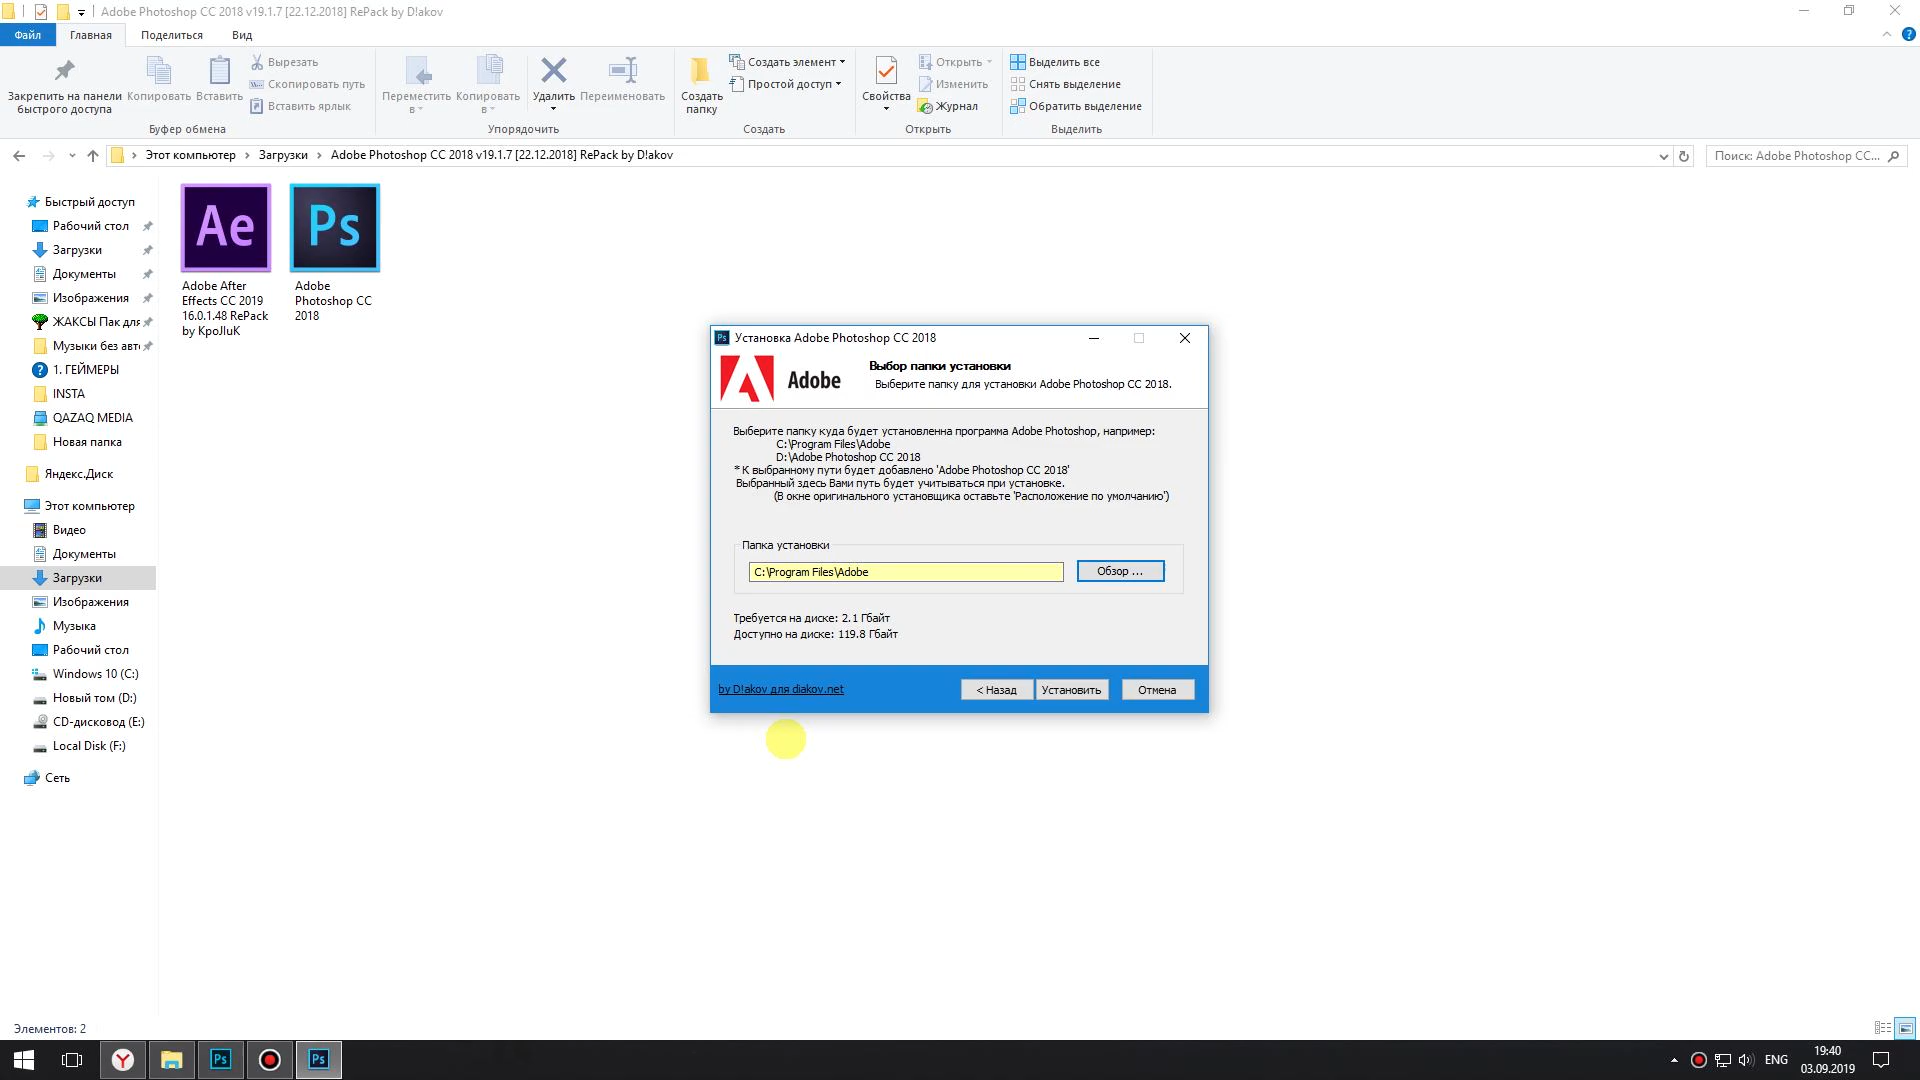 Adobe Photoshop CC 2018 v19.1.7 [22.12.2018] RePack by D!akov
Файл
Главная
Поделиться
Вид
Закрепить на панели
быстрого доступа
Копировать
Вставить
Вырезать
Скопировать путь
Вставить ярлык
Буфер обмена
Переместить
в
Копировать
в
Удалить
Переименовать
Упорядочить
Создать
папку
Создать элемент
Простой доступ
Создать
Свойства
Открыть
Изменить
Журнал
Открыть
Выделить все
Снять выделение
Обратить выделение
Выделить
Этот компьютер
Загрузки
Adobe Photoshop CC 2018 v19.1.7 [22.12.2018] RePack by D!akov
Поиск: Adobe Photoshop CC...
Быстрый доступ
Рабочий стол
Загрузки
Документы
Изображения
ЖАКСЫ Пак для
Музыки без авт
1. ГЕЙМЕРЫ
INSTA
QAZAQ MEDIA
Новая папка
Яндекс.Диск
Этот компьютер
Видео
Документы
Загрузки
Изображения
Музыка
Рабочий стол
Windows 10 (C:)
Новый том (D:)
CD-дисковод (E:)
Local Disk (F:)
Сеть
Ae
Adobe After
Effects CC 2019
16.0.1.48 RePack
by KpoJIuK
Ps
Adobe
Photoshop CC
2018
Ps
Установка Adobe Photoshop CC 2018
Adobe
Выбор папки установки
Выберите папку для установки Adobe Photoshop CC 2018.
Выберите папку куда будет установленна программа Adobe Photoshop, например:
C:\Program Files\Adobe
D:\Adobe Photoshop CC 2018
* К выбранному пути будет добавлено 'Adobe Photoshop CC 2018'
Выбранный здесь Вами путь будет учитываться при установке.
(В окне оригинального установщика оставьте 'Расположение по умолчанию')
Папка установки
C:\Program Files\Adobe
Обзор ...
Требуется на диске: 2.1 Гбайт
Доступно на диске: 119.8 Гбайт
by D!akov для diakov.net
< Назад
Установить
Отмена
Элементов: 2
Ps
Ps
ENG
19:40
03.09.2019